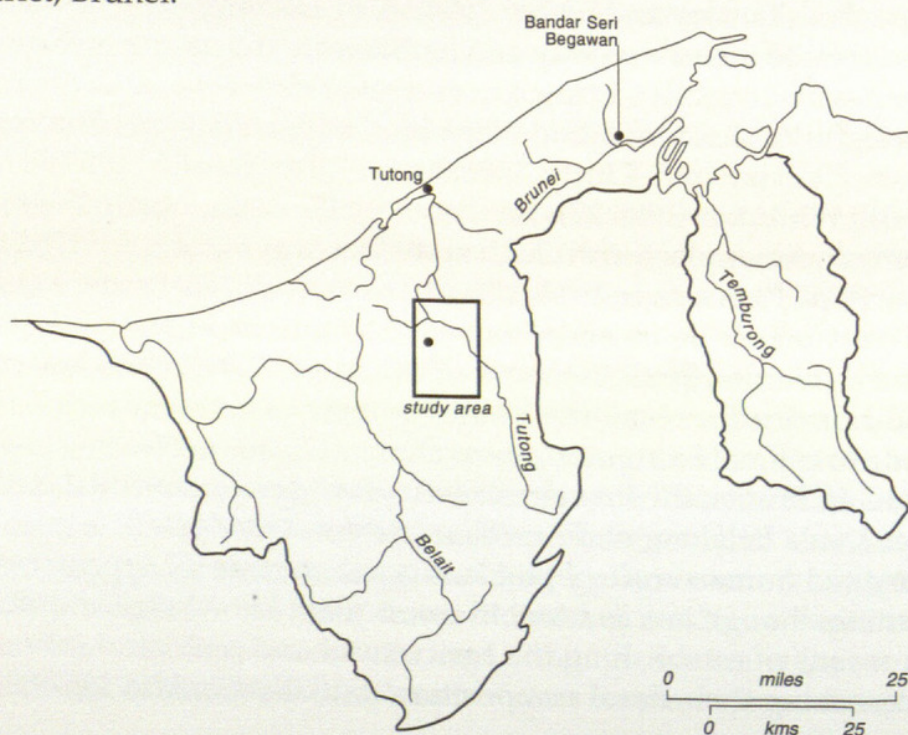 Bandar Seri
Begawan
Tutong
Brunei
Temburong
study area
Tutong
Belait
0 miles 25
0 kms 25